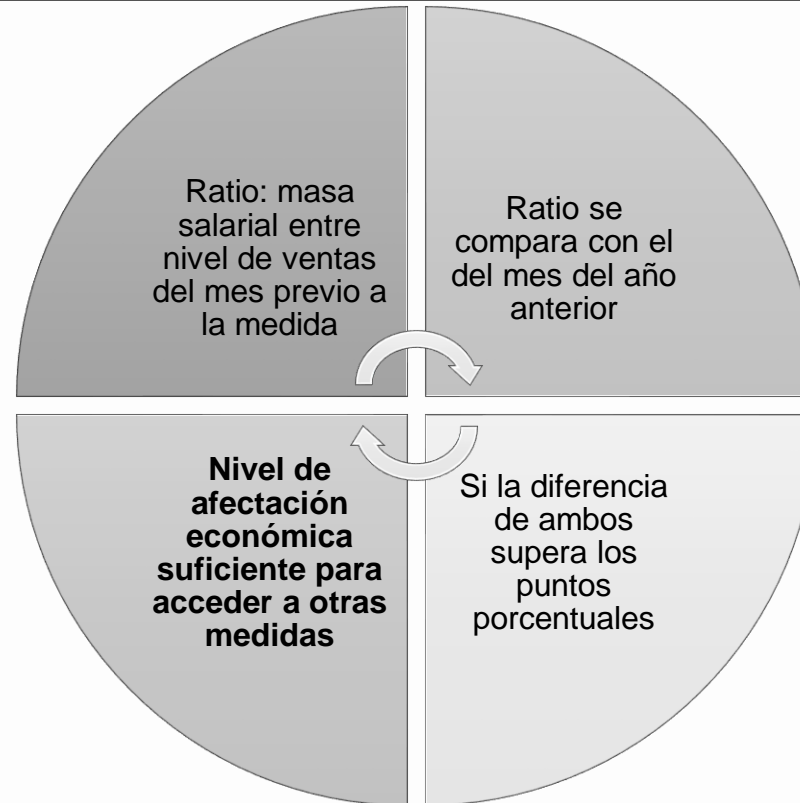 Ratio: masa
salarial entre
nivel de ventas
del mes previo a
la medida
Ratio se
compara con el
del mes del año
anterior
Si la diferencia
de ambos
supera los
puntos
porcentuales
Nivel de
afectación
económica
suficiente para
acceder a otras
medidas